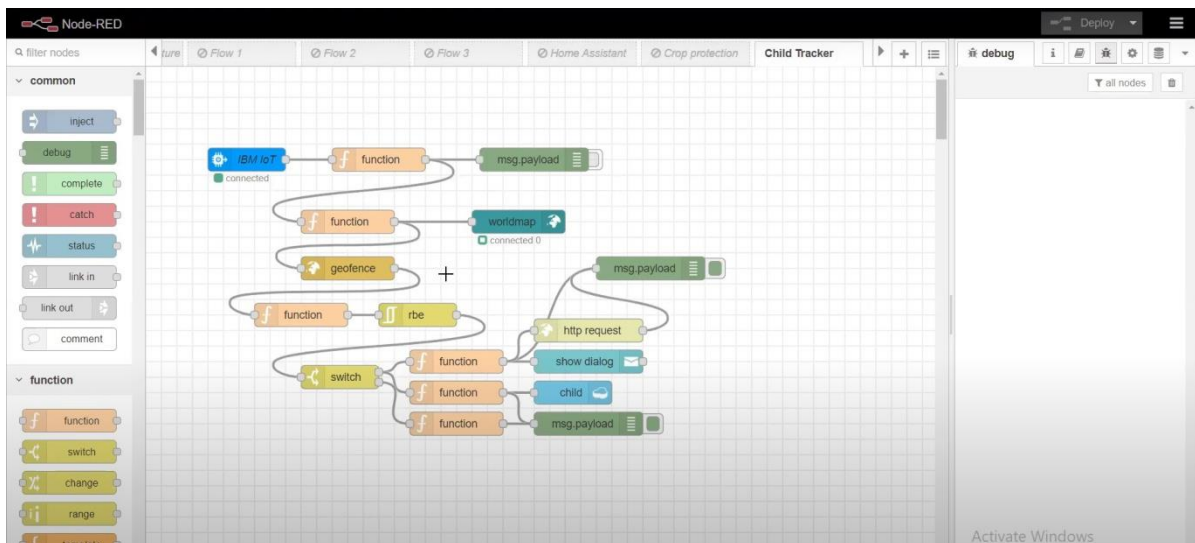 Node-RED
Deploy
filter nodes
ture
Flow 1
Flow 2
Flow 3
Home Assistant
Crop protection
Child Tracker
debug
i
all nodes
common
inject
debug
complete
catch
status
link in
link out
comment
function
function
switch
change
range
IBM IoT
connected
function
msg.payload
function
worldmap
connected 0
geofence
msg.payload
function
rbe
http request
function
show dialog
switch
function
child
function
msg.payload
Activate Windows